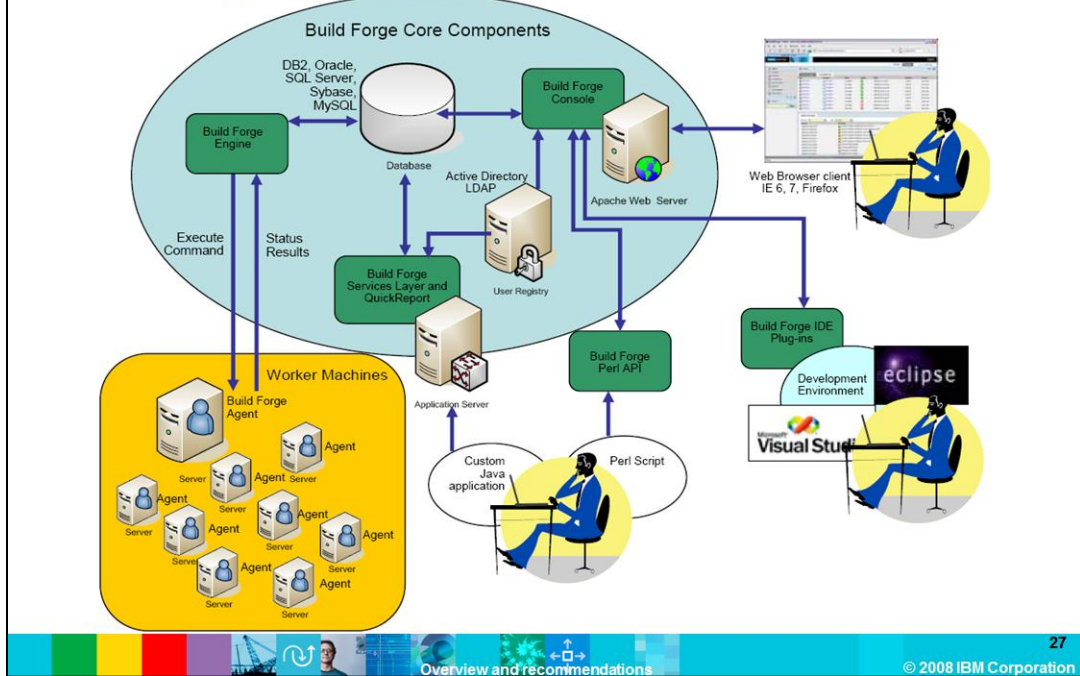 Build Forge Core Components
DB2, Oracle,
SQL Server,
Sybase,
MySQL
Build Forge
Console
Build Forge
Engine
Database
Active Directory
LDAP
Apache Web Server
Web Browser client
IE 6, 7, Firefox
Execute
Command
Status
Results
Build Forge
Services Layer and
QuickReport
User Registry
Build Forge IDE
Plug-ins
Build Forge
Perl API
Worker Machines
Build Forge
Agent
Application Server
Development
Environment
eclipse
Microsoft
Visual Studi
Custom
Java
application
Perl Script
Agent
Server
Agent
Server
Agent
Server
Agent
Server
Agent
Server
Agent
Server
Agent
Server
Agent
Server
27
Overview and recommendations
© 2008 IBM Corporation